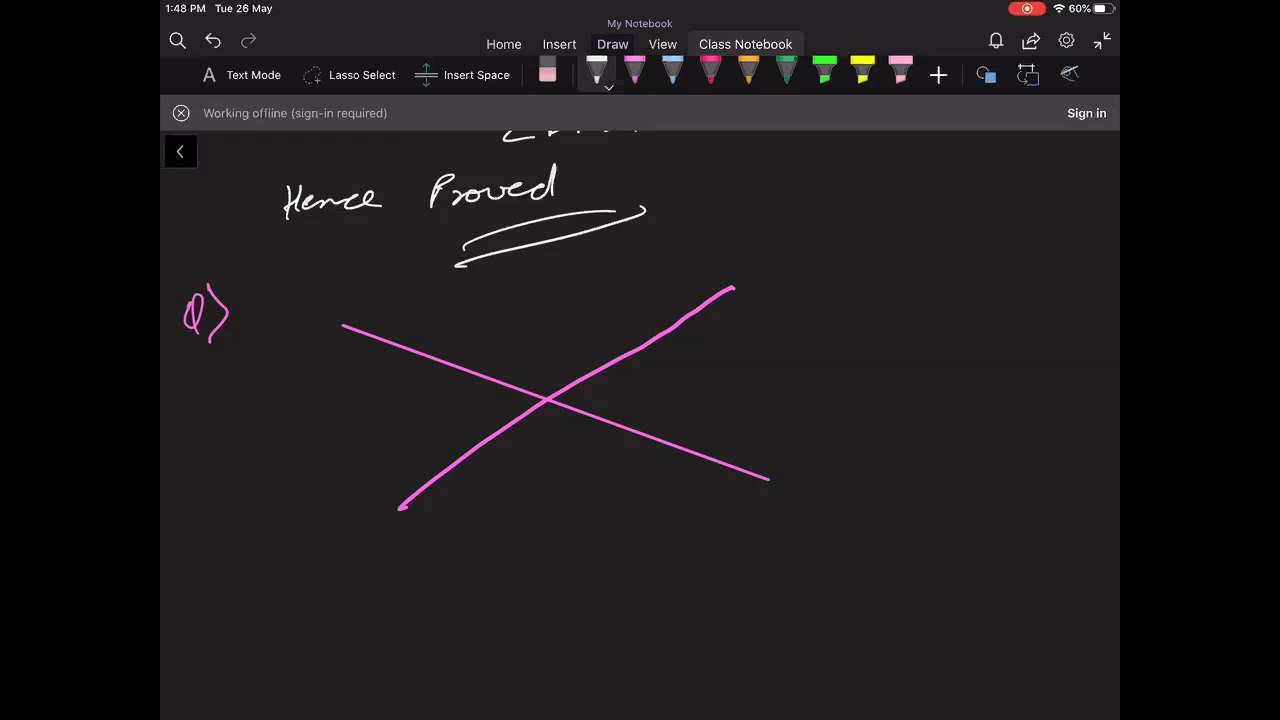 1:48 PM Tue 26 May
60%
My Notebook
Home Insert Draw View Class Notebook
A Text Mode Lasso Select Insert Space
Working offline (sign-in required) Sign in
Hence Proved
Q)